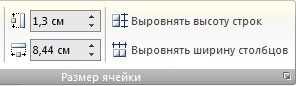 1,3 см Выровнять высоту строк
8,44 см Выровнять ширину столбцов
Размер ячейки